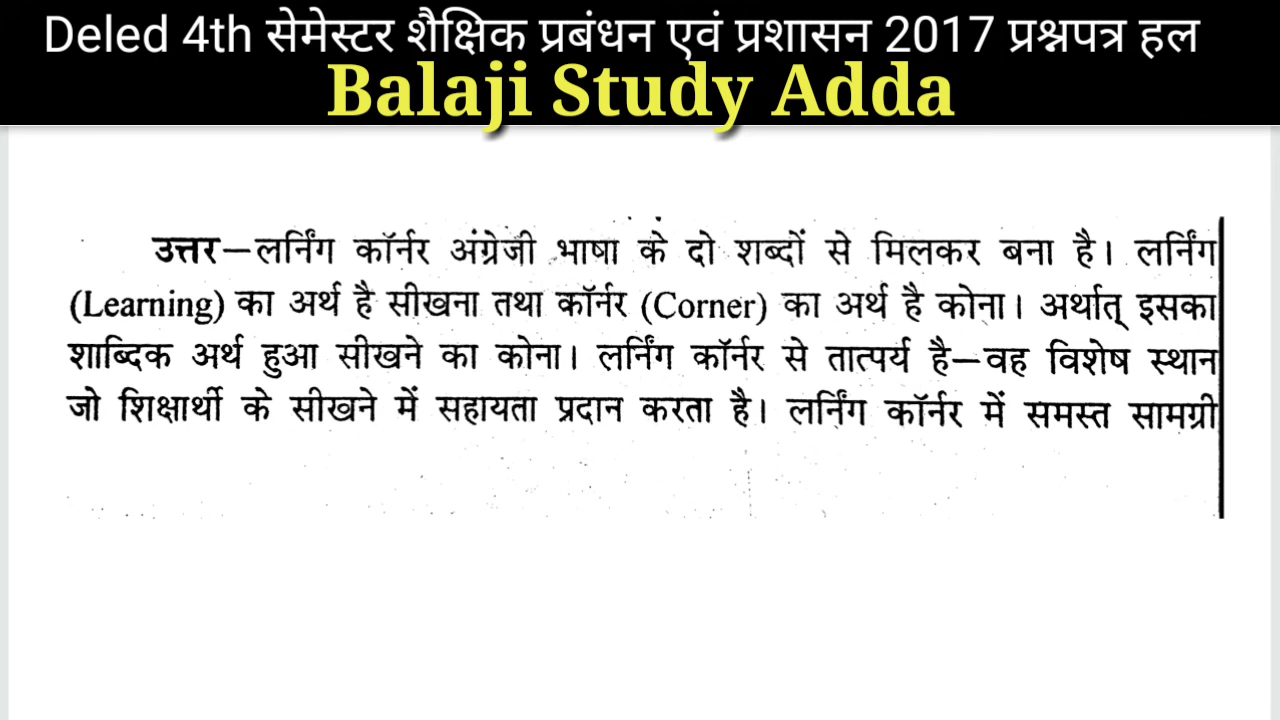 Deled 4th सेमेस्टर शैक्षिक प्रबंधन एवं प्रशासन 2017 प्रश्नपत्र हल
Balaji Study Adda
उत्तर–लर्निंग कॉर्नर अंग्रेजी भाषा के दो शब्दों से मिलकर बना है। लर्निंग
(Learning) का अर्थ है सीखना तथा कॉर्नर (Corner) का अर्थ है कोना। अर्थात् इसका
शाब्दिक अर्थ हुआ सीखने का कोना। लर्निंग कॉर्नर से तात्पर्य है–वह विशेष स्थान
जो शिक्षार्थी के सीखने में सहायता प्रदान करता है। लर्निंग कॉर्नर में समस्त सामग्री